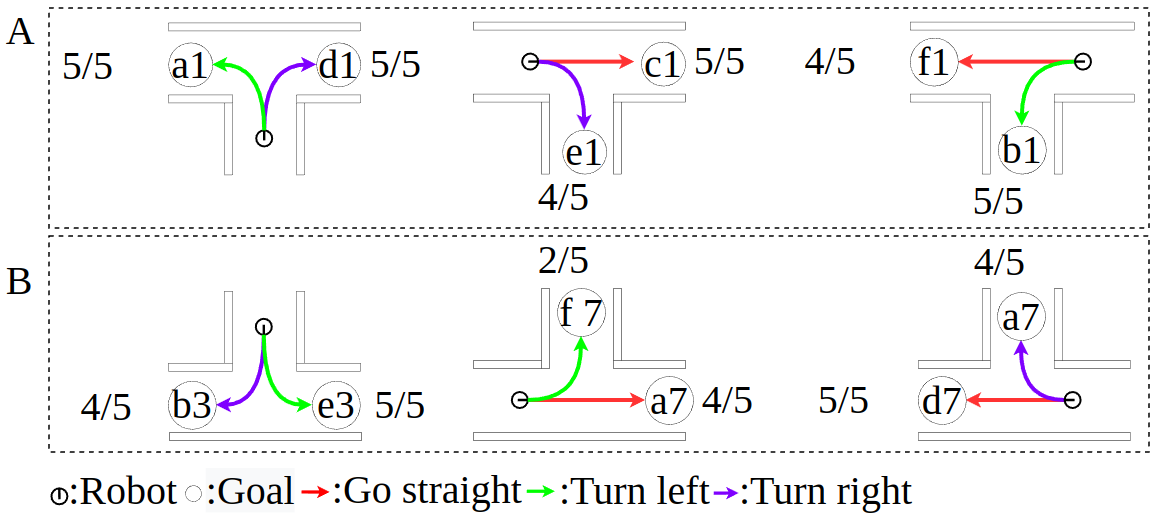 A
5/5 a1 d1 5/5
c1 5/5
e1
4/5
4/5 f1
b1
5/5
B
4/5 b3 e3 5/5
2/5
f 7
a7 4/5
4/5
a7
5/5 d7
:Robot :Goal :Go straight :Turn left :Turn right